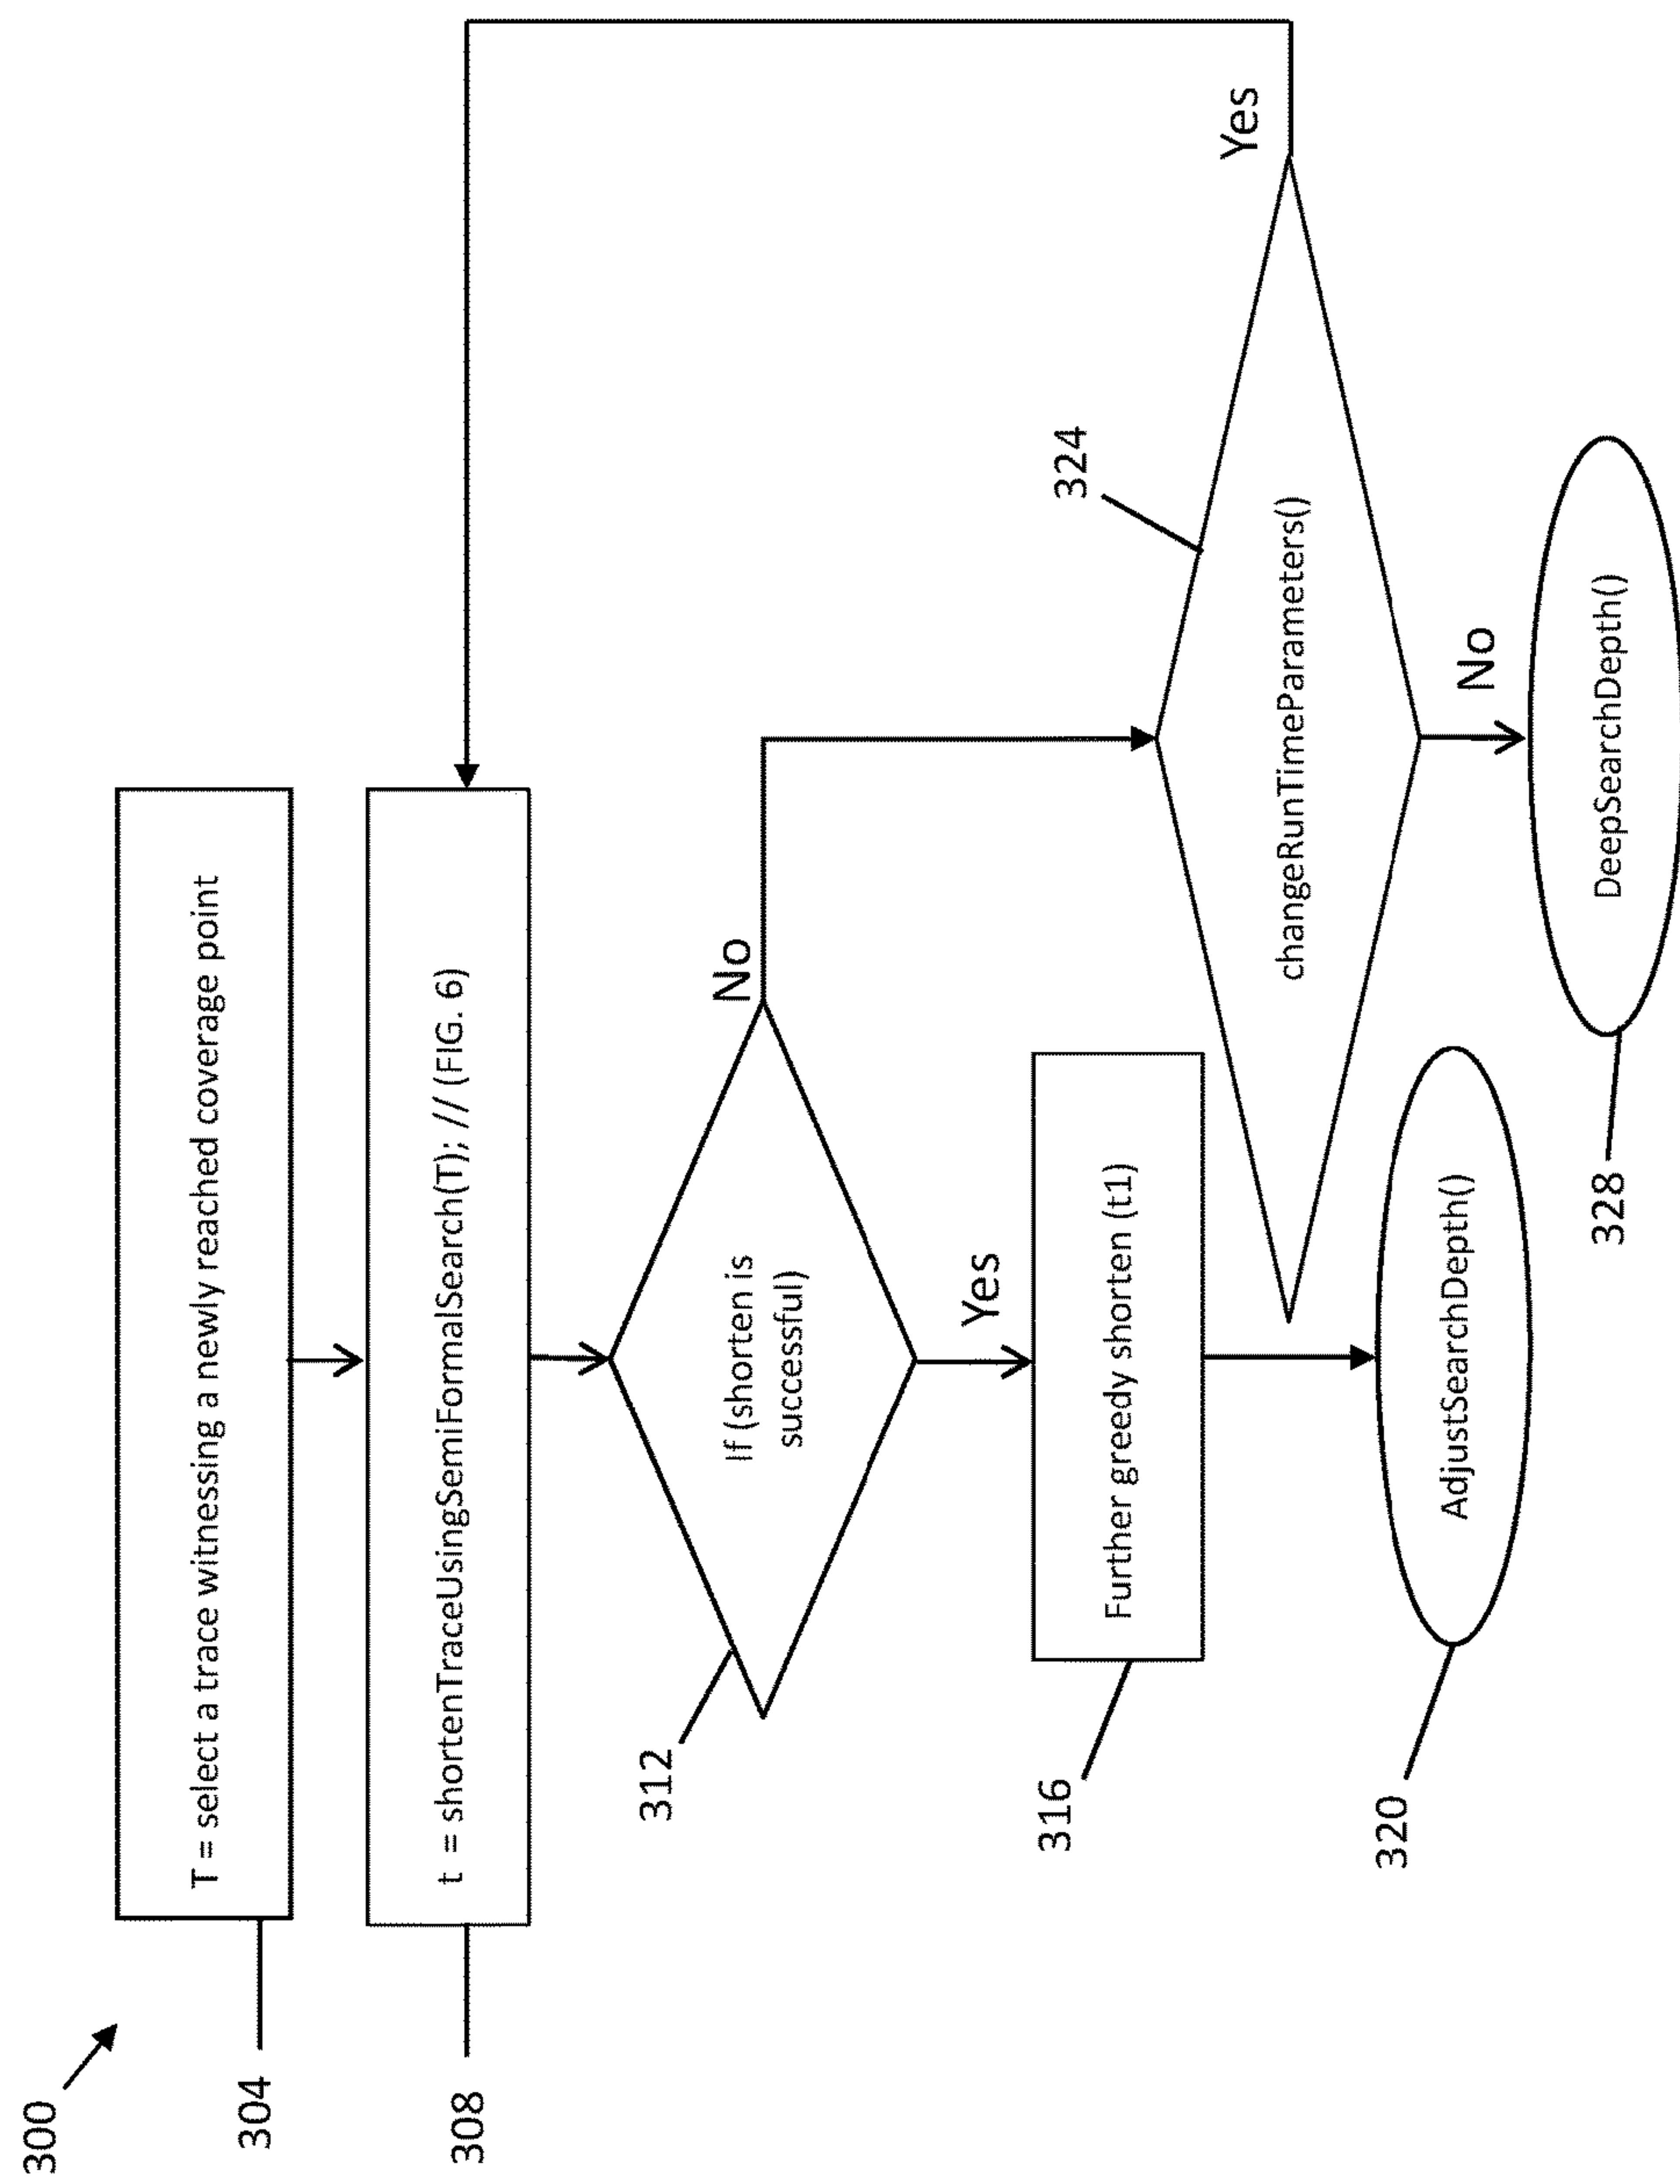 300
304
T = select a trace witnessing a newly reached coverage point
308
t = shortenTraceUsingSemiFormalSearch(T); // (FIG. 6)
312
If (shorten is
successful)
No
Yes
316
Further greedy shorten (t1)
324
changeRunTimeParameters()
Yes
No
320
AdjustSearchDepth()
328
DeepSearchDepth()